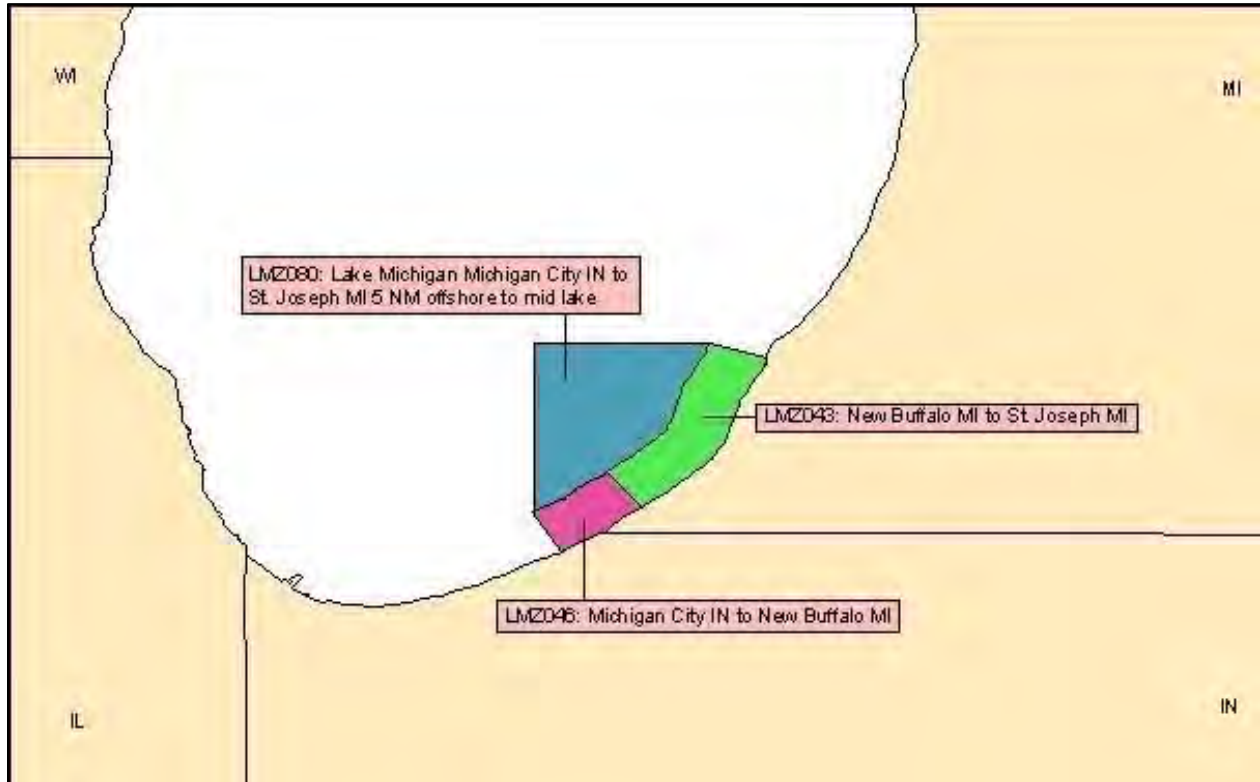 WI
MI
LMZ080: Lake Michigan Michigan City IN to
St. Joseph MI 5 NM offshore to mid lake
LMZ043: New Buffalo MI to St. Joseph MI
LMZ046: Michigan City IN to New Buffalo MI
IL
IN